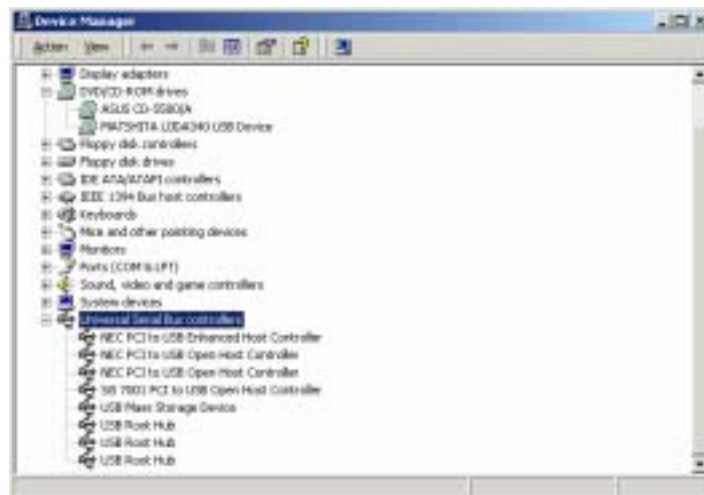 Device Manager
Action View
Display adapters
DVD/CD-ROM drives
ASUS CD-S500/A
MATSHITA USB Device
Floppy disk controllers
Floppy disk drives
IDE ATA/ATAPI controllers
IEEE 1394 Bus host controllers
Keyboards
Mice and other pointing devices
Monitors
Ports (COM & LPT)
Sound, video and game controllers
System devices
Universal Serial Bus controllers
NEC PCI to USB Enhanced Host Controller
NEC PCI to USB Open Host Controller
NEC PCI to USB Open Host Controller
SiS 7001 PCI to USB Open Host Controller
USB Mass Storage Device
USB Root Hub
USB Root Hub
USB Root Hub